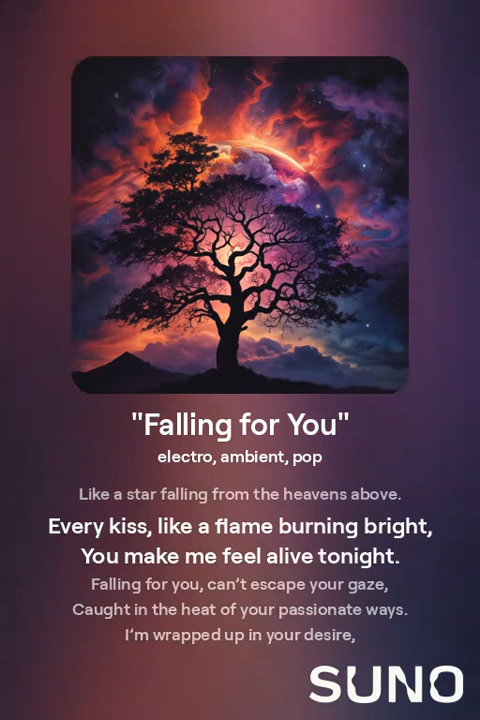 "Falling for You"
electro, ambient, pop
Like a star falling from the heavens above.
Every kiss, like a flame burning bright,
You make me feel alive tonight.
Falling for you, can’t escape your gaze,
Caught in the heat of your passionate ways.
I’m wrapped up in your desire,
SUNO